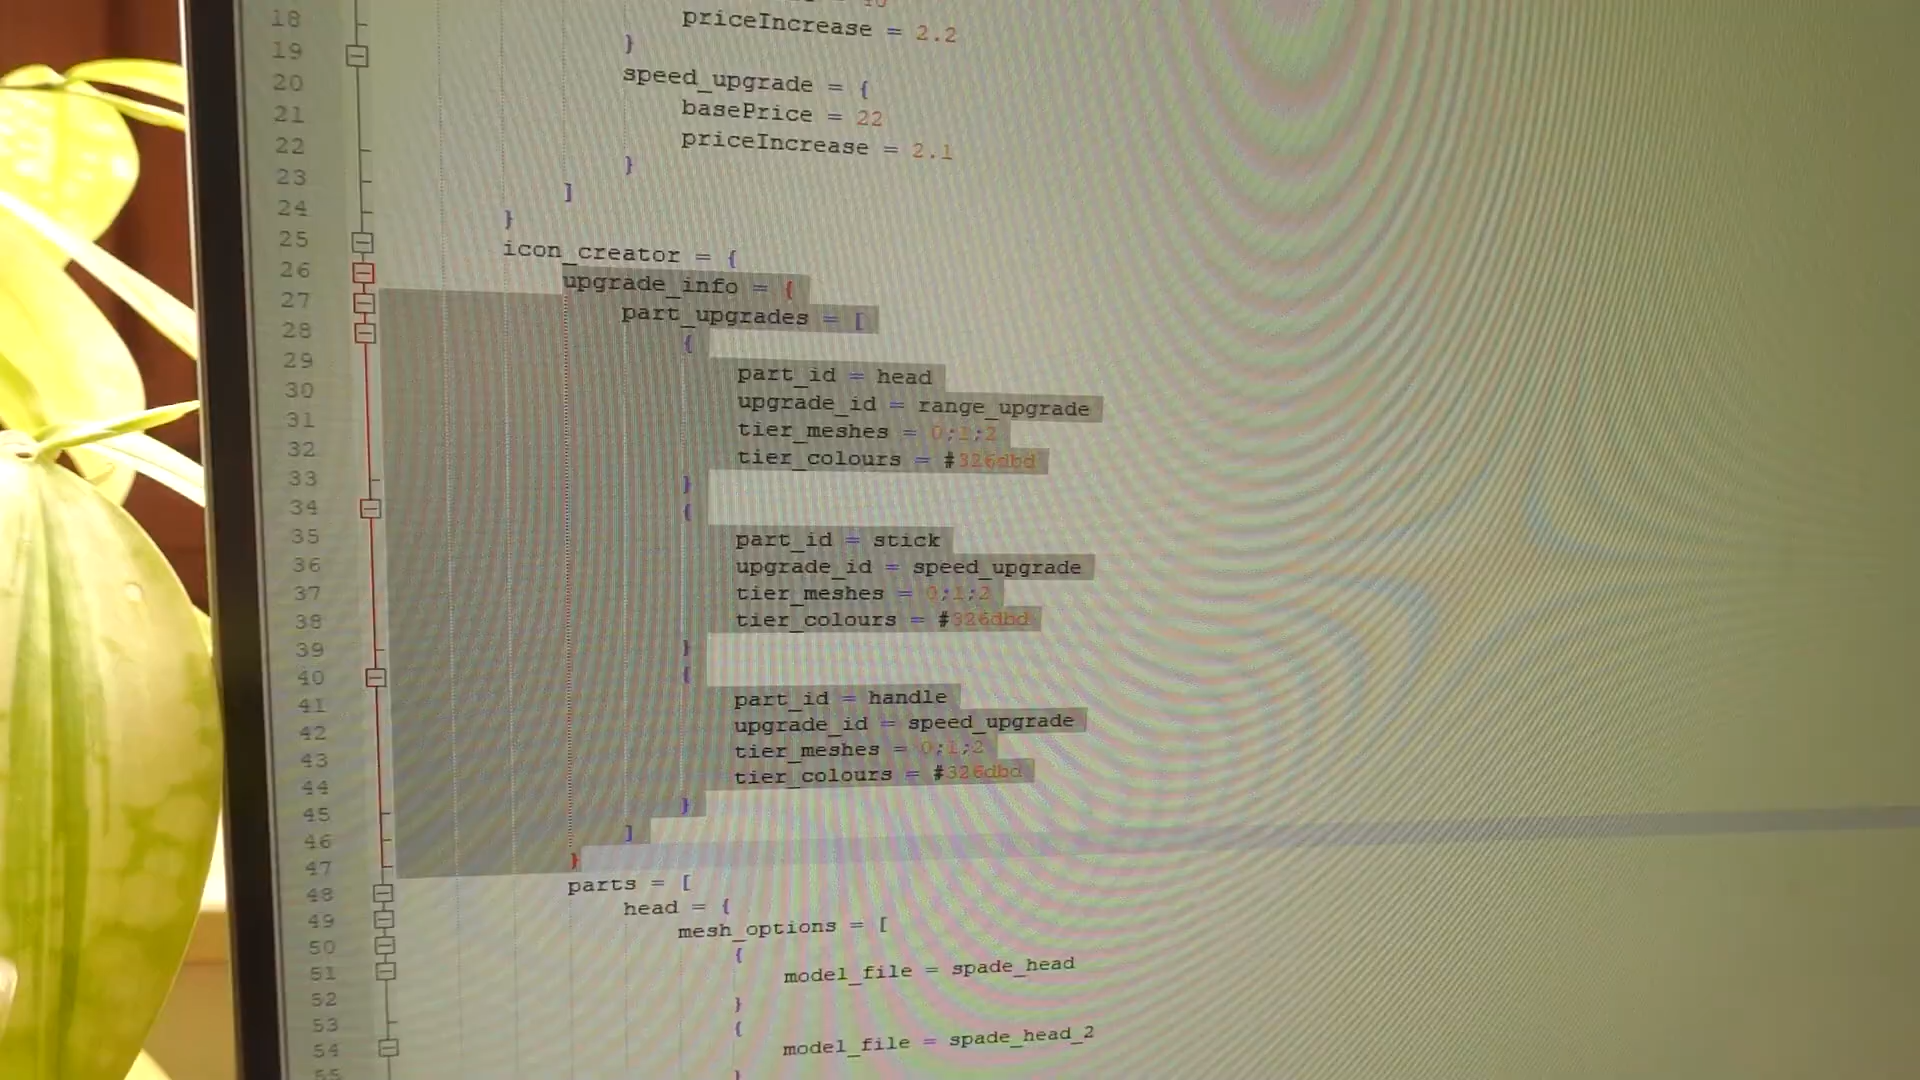 18
priceIncrease = 2.2
19
}
20
speed_upgrade = {
21
basePrice = 22
22
priceIncrease = 2.1
23
}
24
]
25
}
icon_creator = {
26
upgrade_info = {
27
part_upgrades = [
28
{
29
part_id = head
30
upgrade_id = range_upgrade
31
tier_meshes = 0;1;2
32
tier_colours = #326dbd
33
}
34
{
35
part_id = stick
36
upgrade_id = speed_upgrade
37
tier_meshes = 0;1;2
38
tier_colours = #326dbd
39
}
40
{
41
part_id = handle
42
upgrade_id = speed_upgrade
43
tier_meshes = 0;1;2
44
tier_colours = #326dbd
45
}
46
]
47
}
48
parts = [
49
head = {
50
mesh_options = [
51
{
52
model_file = spade_head
53
}
54
{
model_file = spade_head_2
55
}